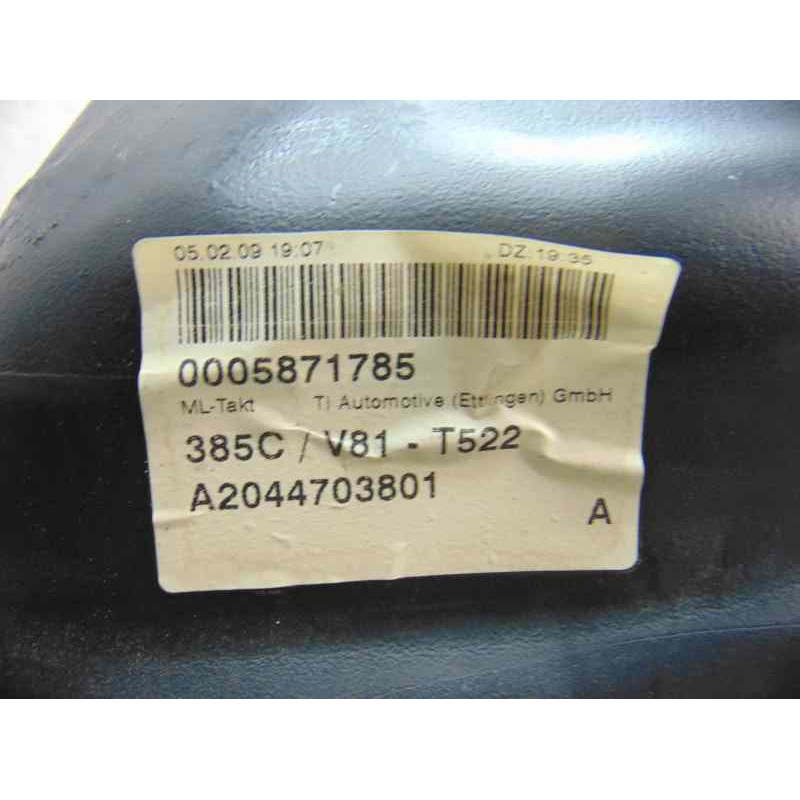 05.02.09 19:07 DZ.19.35
0005871785
ML-Takt TI Automotive (Ettlingen) GmbH
385C / V81 - T522
A2044703801
A